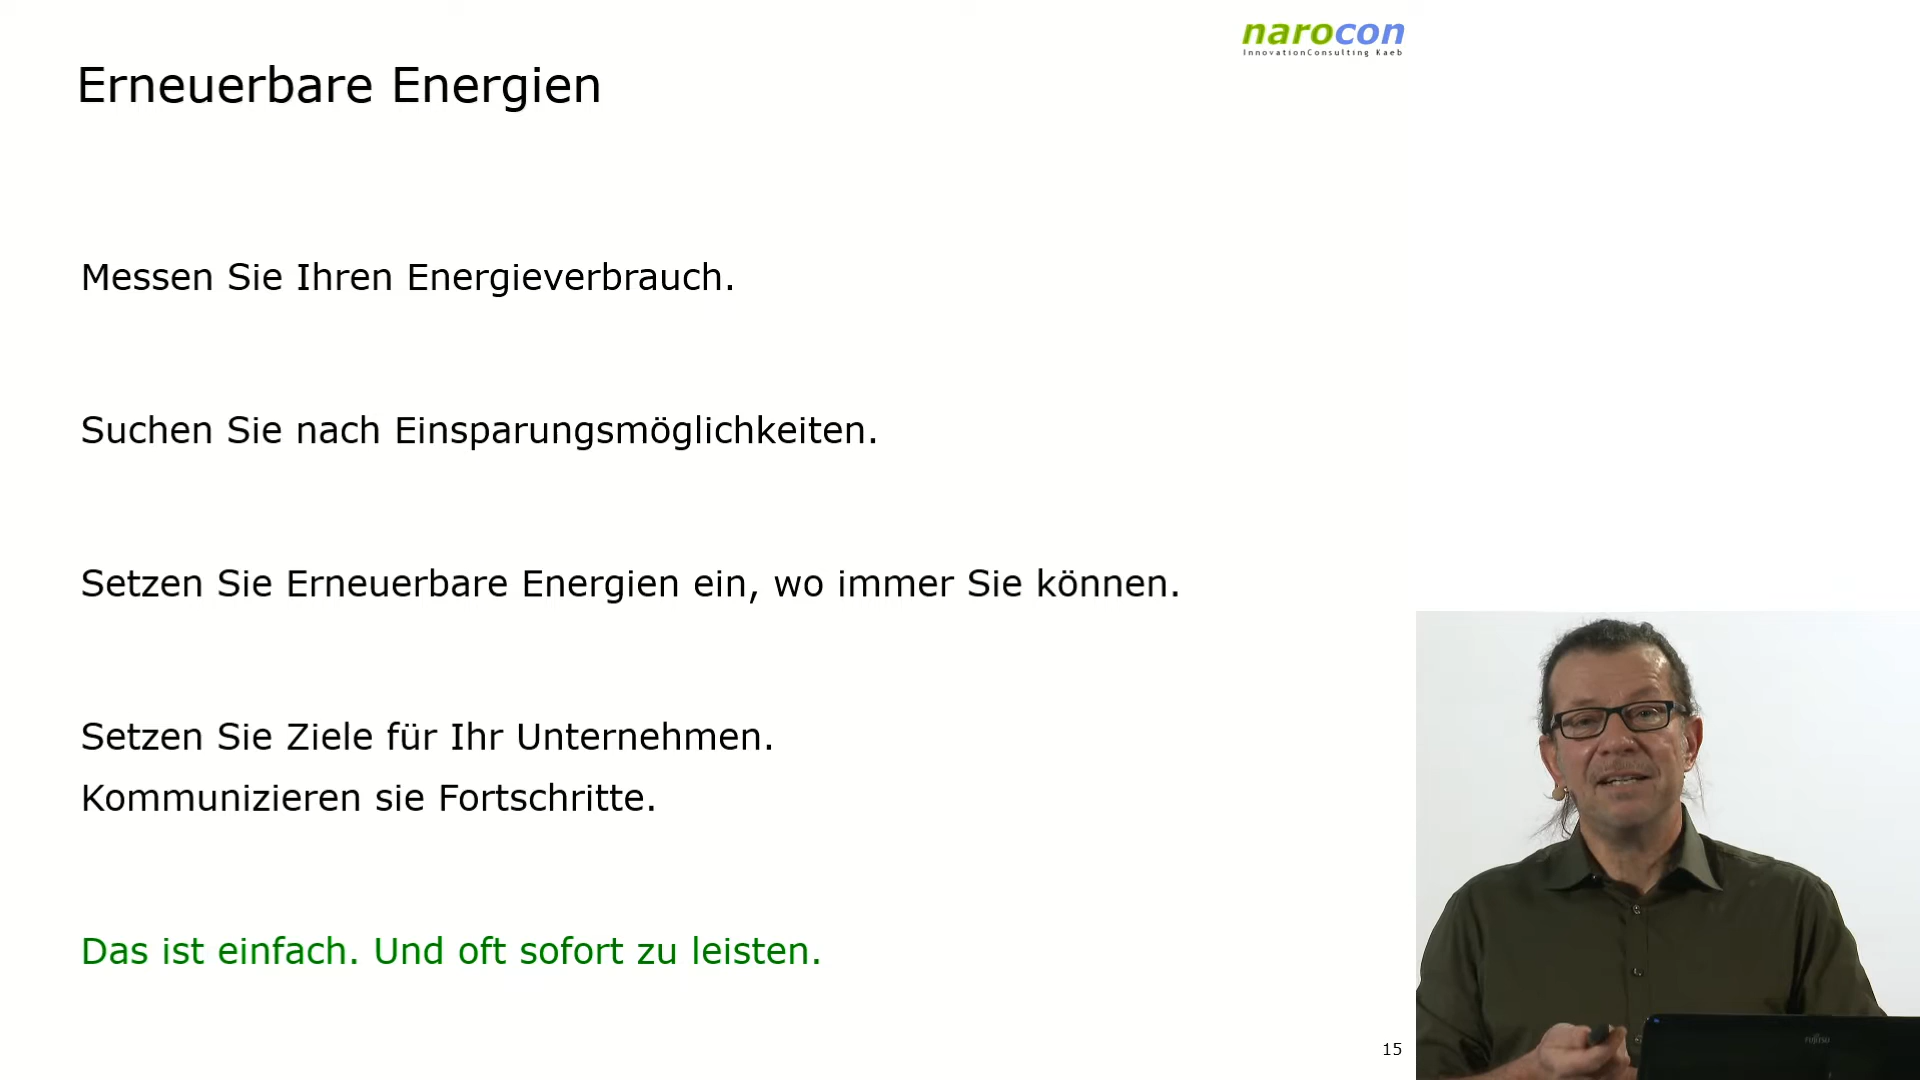 narocon
InnovationConsulting Kaeb
Erneuerbare Energien
Messen Sie Ihren Energieverbrauch.
Suchen Sie nach Einsparungsmöglichkeiten.
Setzen Sie Erneuerbare Energien ein, wo immer Sie können.
Setzen Sie Ziele für Ihr Unternehmen.
Kommunizieren sie Fortschritte.
Das ist einfach. Und oft sofort zu leisten.
15
FUJITSU